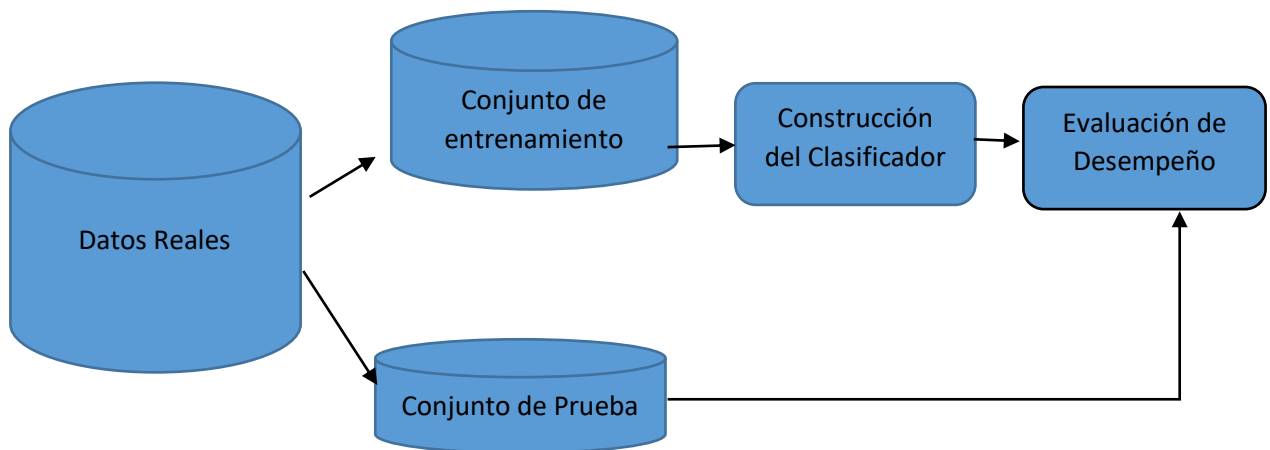 Conjunto de
entrenamiento
Construcción
del Clasificador
Evaluación de
Desempeño
Datos Reales
Conjunto de Prueba